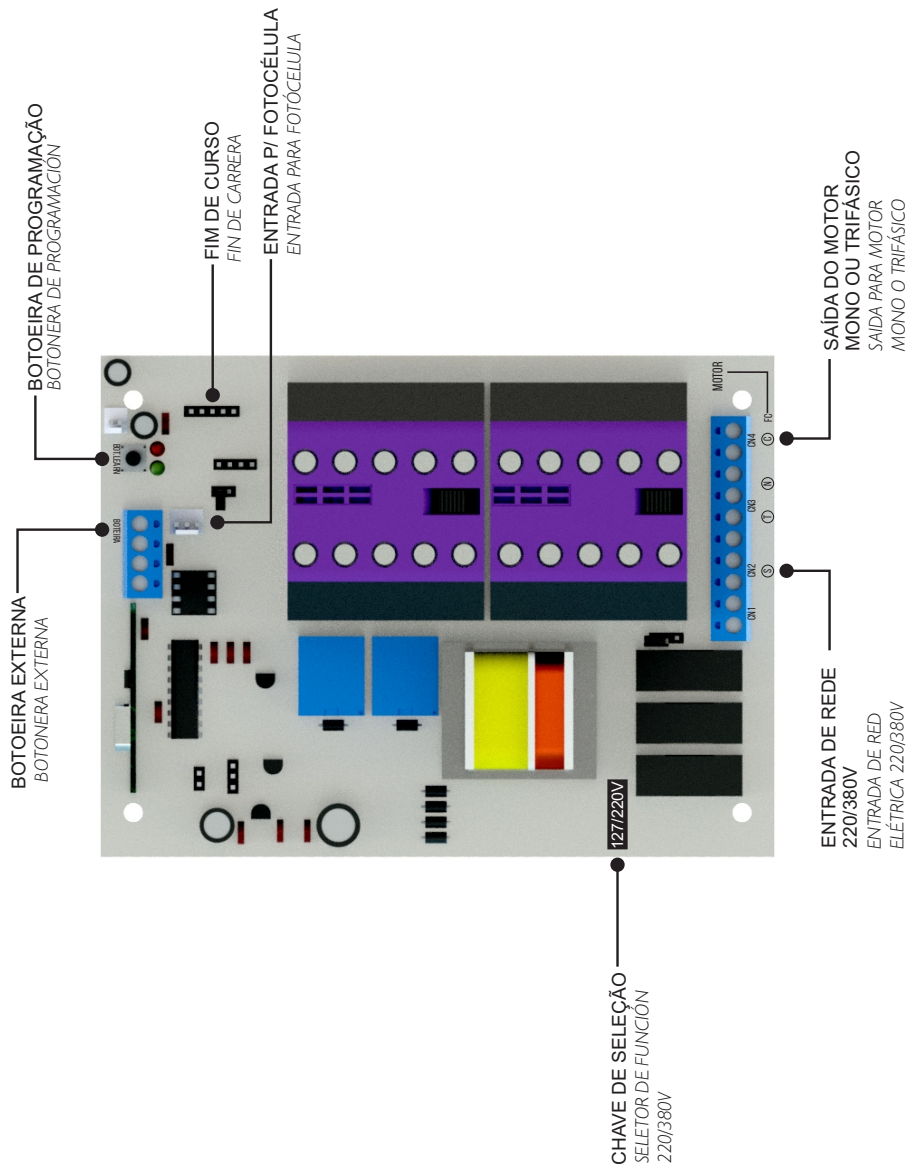 BOTOEIRA EXTERNA
BOTONERA EXTERNA
BOTOEIRA DE PROGRAMAÇÃO
BOTONERA DE PROGRAMACIÓN
FIM DE CURSO
FIN DE CARRERA
ENTRADA P/ FOTOCÉLULA
ENTRADA PARA FOTÓCELULA
BOTEIRA
BOT.LEARN
127/220V
MOTOR
FC
CN1
CN2
CN3
CN4
S
T
N
C
CHAVE DE SELEÇÃO
SELETOR DE FUNCIÓN
220/380V
ENTRADA DE REDE
220/380V
ENTRADA DE RED
ELÉTRICA 220/380V
SAÍDA DO MOTOR
MONO OU TRIFÁSICO
SAIDA PARA MOTOR
MONO O TRIFÁSICO